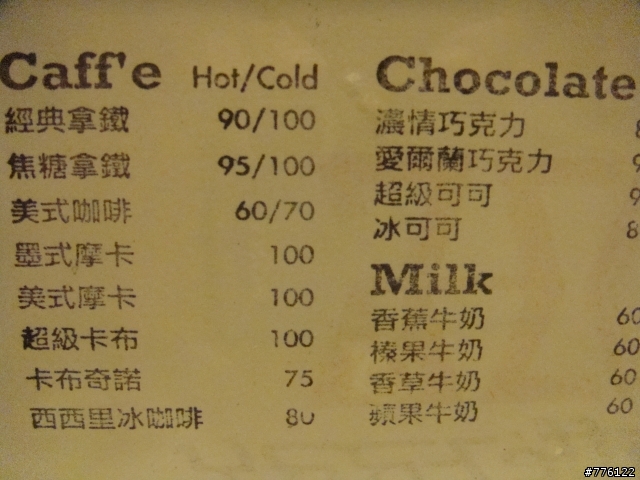 Caff'e Hot/Cold
經典拿鐵 90/100
焦糖拿鐵 95/100
美式咖啡 60/70
墨式摩卡 100
美式摩卡 100
超級卡布 100
卡布奇諾 75
西西里冰咖啡 80
Chocolate
濃情巧克力
愛爾蘭巧克力
超級可可
冰可可
Milk
香蕉牛奶 60
榛果牛奶 60
香草牛奶 60
蘋果牛奶 60
#776122